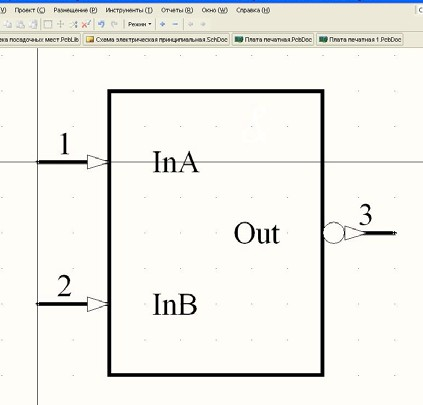 V) Проект (C) Размещение (P) Инструменты (T) Отчеты (R) Окно (W) Справка (H)
Режим
ека посадочных мест.PcbLib Схема электрическая принципиальная.SchDoc Плата печатная.PcbDoc Плата печатная 1.PcbDoc
1
InA
Out
3
2
InB